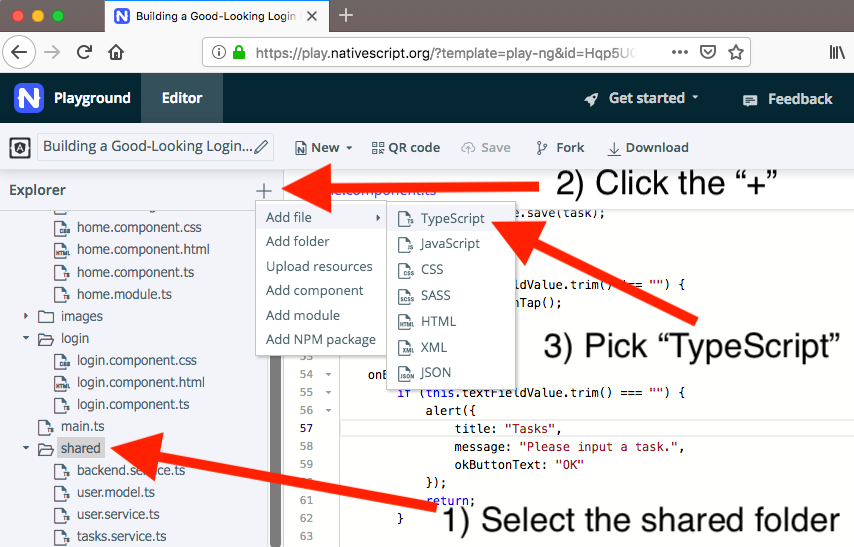 Building a Good-Looking Login
https://play.nativescript.org/?template=play-ng&id=Hqp5U
Playground
Editor
Get started
Feedback
Building a Good-Looking Login...
New
QR code
Save
Fork
Download
Explorer
2) Click the “+”
.component.ts
home.component.css
home.component.html
home.component.ts
home.module.ts
images
login
login.component.css
login.component.html
login.component.ts
main.ts
shared
backend.service.ts
user.model.ts
user.service.ts
tasks.service.ts
Add file
Add folder
Upload resources
Add component
Add module
Add NPM package
TypeScript
JavaScript
CSS
SASS
HTML
XML
JSON
3) Pick “TypeScript”
.save(task);
ldValue.trim() !== "") {
nTap();
53
54 onB
55 if (this.textFieldValue.trim() === "") {
56 alert({
57 title: "Tasks",
58 message: "Please input a task.",
59 okButtonText: "OK"
60 });
61 return;
62 }
63
1) Select the shared folder